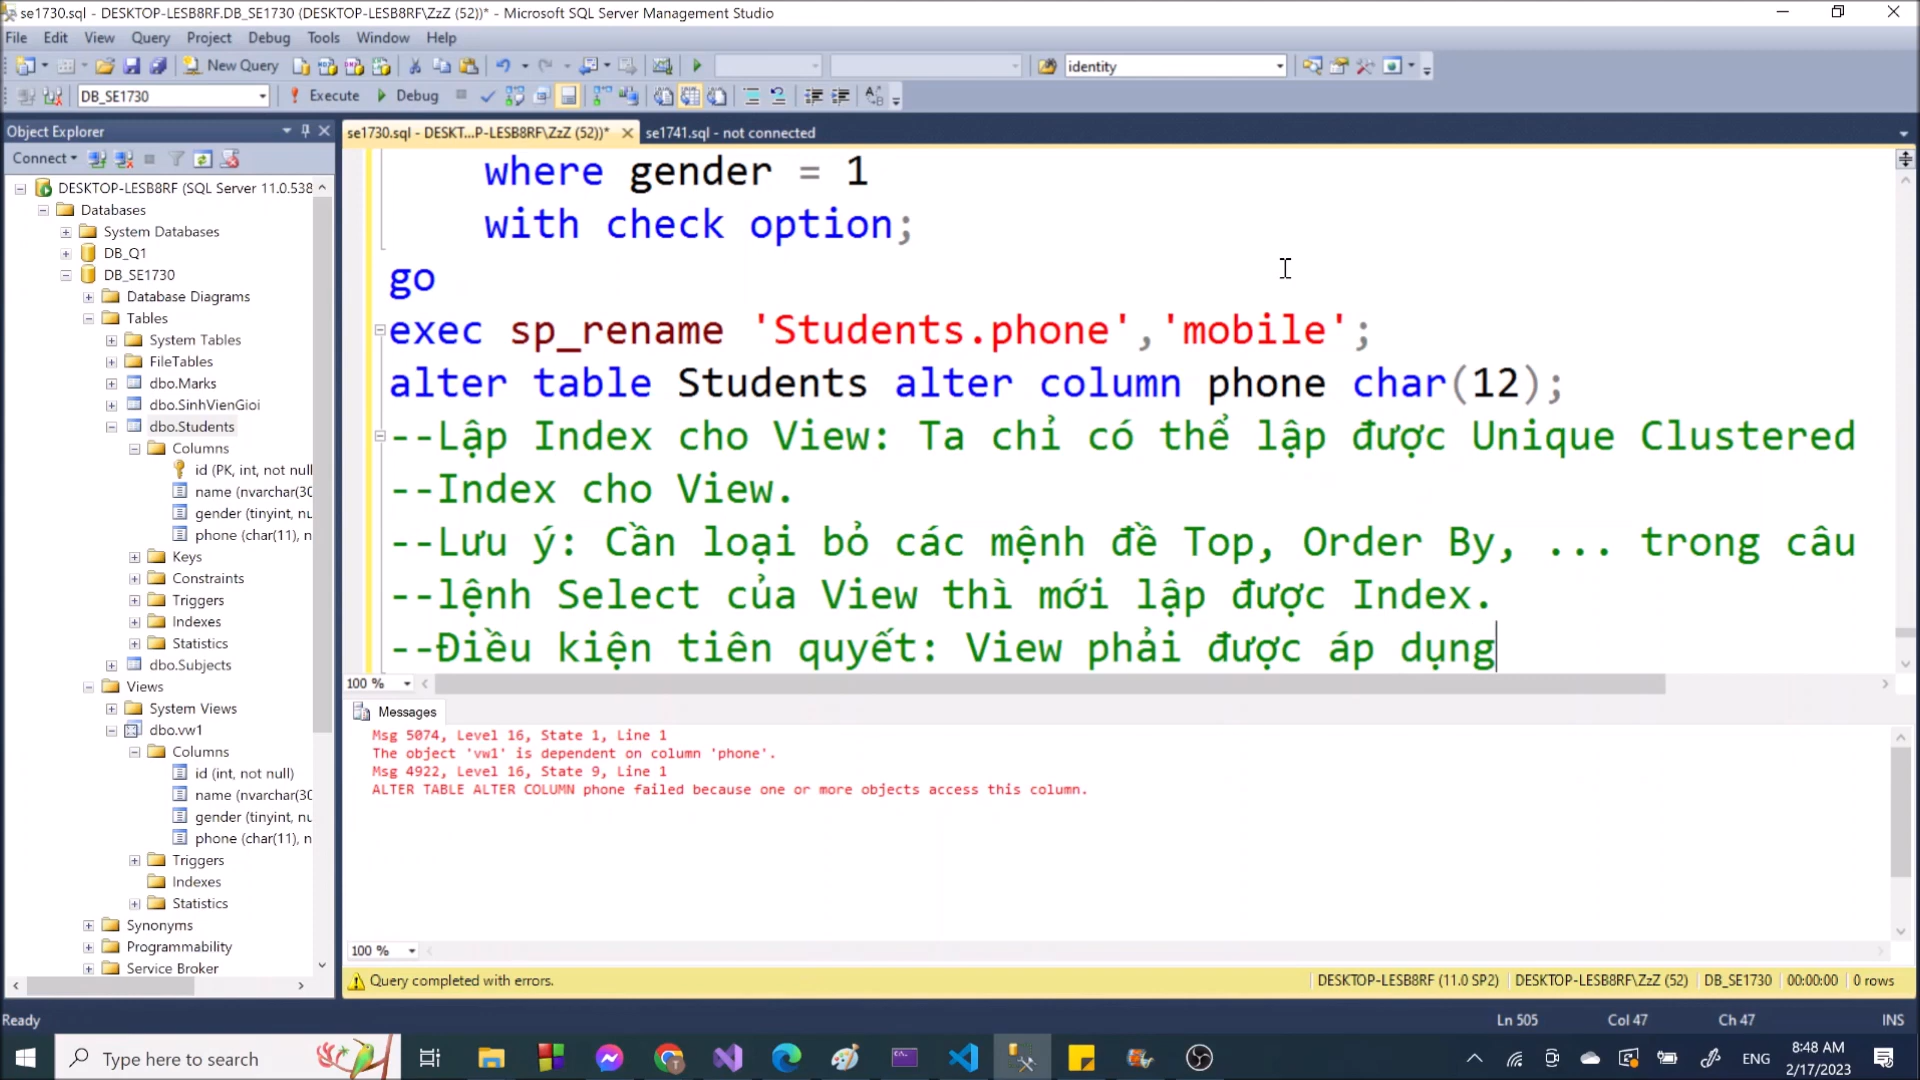 se1730.sql - DESKTOP-LESB8RF.DB_SE1730 (DESKTOP-LESB8RF\ZzZ (52))* - Microsoft SQL Server Management Studio
File Edit View Query Project Debug Tools Window Help
New Query
identity
DB_SE1730
Execute
Debug
Object Explorer
Connect
DESKTOP-LESB8RF (SQL Server 11.0.538
Databases
System Databases
DB_Q1
DB_SE1730
Database Diagrams
Tables
System Tables
FileTables
dbo.Marks
dbo.SinhVienGioi
dbo.Students
Columns
id (PK, int, not null
name (nvarchar(30
gender (tinyint, nu
phone (char(11), n
Keys
Constraints
Triggers
Indexes
Statistics
dbo.Subjects
Views
System Views
dbo.vw1
Columns
id (int, not null)
name (nvarchar(30
gender (tinyint, nu
phone (char(11), n
Triggers
Indexes
Statistics
Synonyms
Programmability
Service Broker
se1730.sql - DESKT...P-LESB8RF\ZzZ (52))*
se1741.sql - not connected
where gender = 1
with check option;
go
exec sp_rename 'Students.phone','mobile';
alter table Students alter column phone char(12);
--Lập Index cho View: Ta chỉ có thể lập được Unique Clustered
--Index cho View.
--Lưu ý: Cần loại bỏ các mệnh đề Top, Order By, ... trong câu
--lệnh Select của View thì mới lập được Index.
--Điều kiện tiên quyết: View phải được áp dụng
100 %
Messages
Msg 5074, Level 16, State 1, Line 1
The object 'vw1' is dependent on column 'phone'.
Msg 4922, Level 16, State 9, Line 1
ALTER TABLE ALTER COLUMN phone failed because one or more objects access this column.
100 %
Query completed with errors.
DESKTOP-LESB8RF (11.0 SP2)
DESKTOP-LESB8RF\ZzZ (52)
DB_SE1730
00:00:00
0 rows
Ready
Ln 505
Col 47
Ch 47
INS
Type here to search
ENG
8:48 AM
2/17/2023